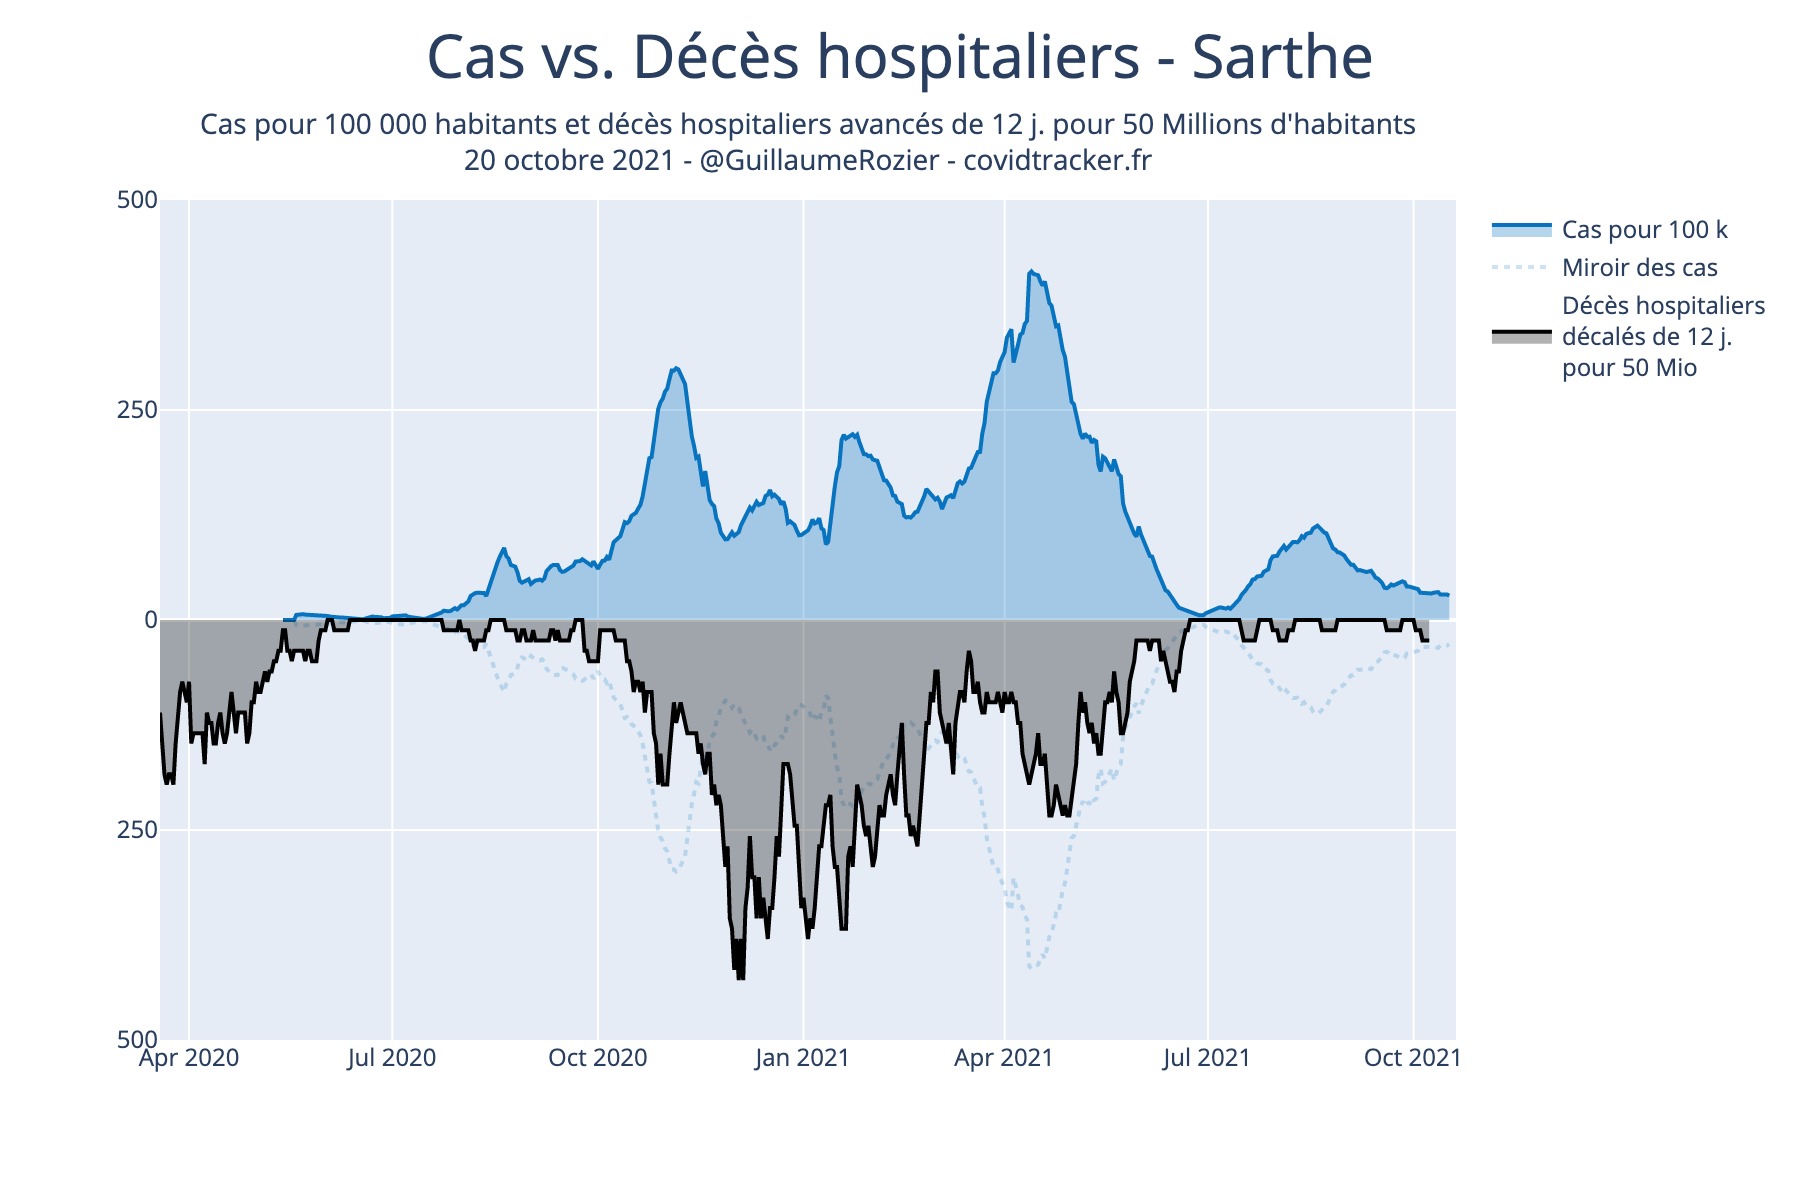 Cas vs. Décès hospitaliers - Sarthe
Cas pour 100 000 habitants et décès hospitaliers avancés de 12 j. pour 50 Millions d'habitants
20 octobre 2021 - @GuillaumeRozier - covidtracker.fr
500
250
0
250
500
Apr 2020
Jul 2020
Oct 2020
Jan 2021
Apr 2021
Jul 2021
Oct 2021
Cas pour 100 k
Miroir des cas
Décès hospitaliers
décalés de 12 j.
pour 50 Mio